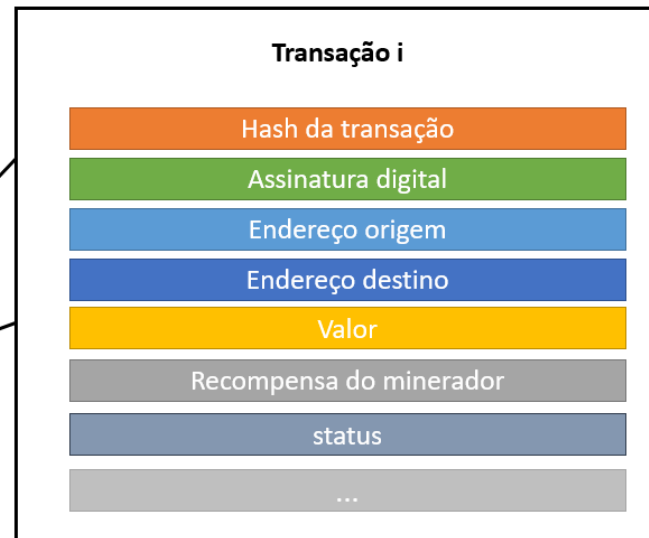 Transação i
Hash da transação
Assinatura digital
Endereço origem
Endereço destino
Valor
Recompensa do minerador
status
...